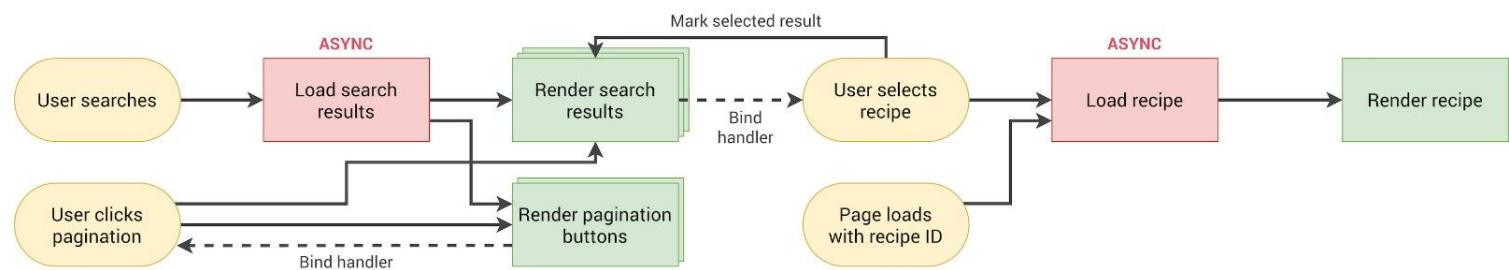 Mark selected result
ASYNC
ASYNC
User searches
Load search
results
Render search
results
Bind
handler
User selects
recipe
Load recipe
Render recipe
User clicks
pagination
Bind handler
Render pagination
buttons
Page loads
with recipe ID